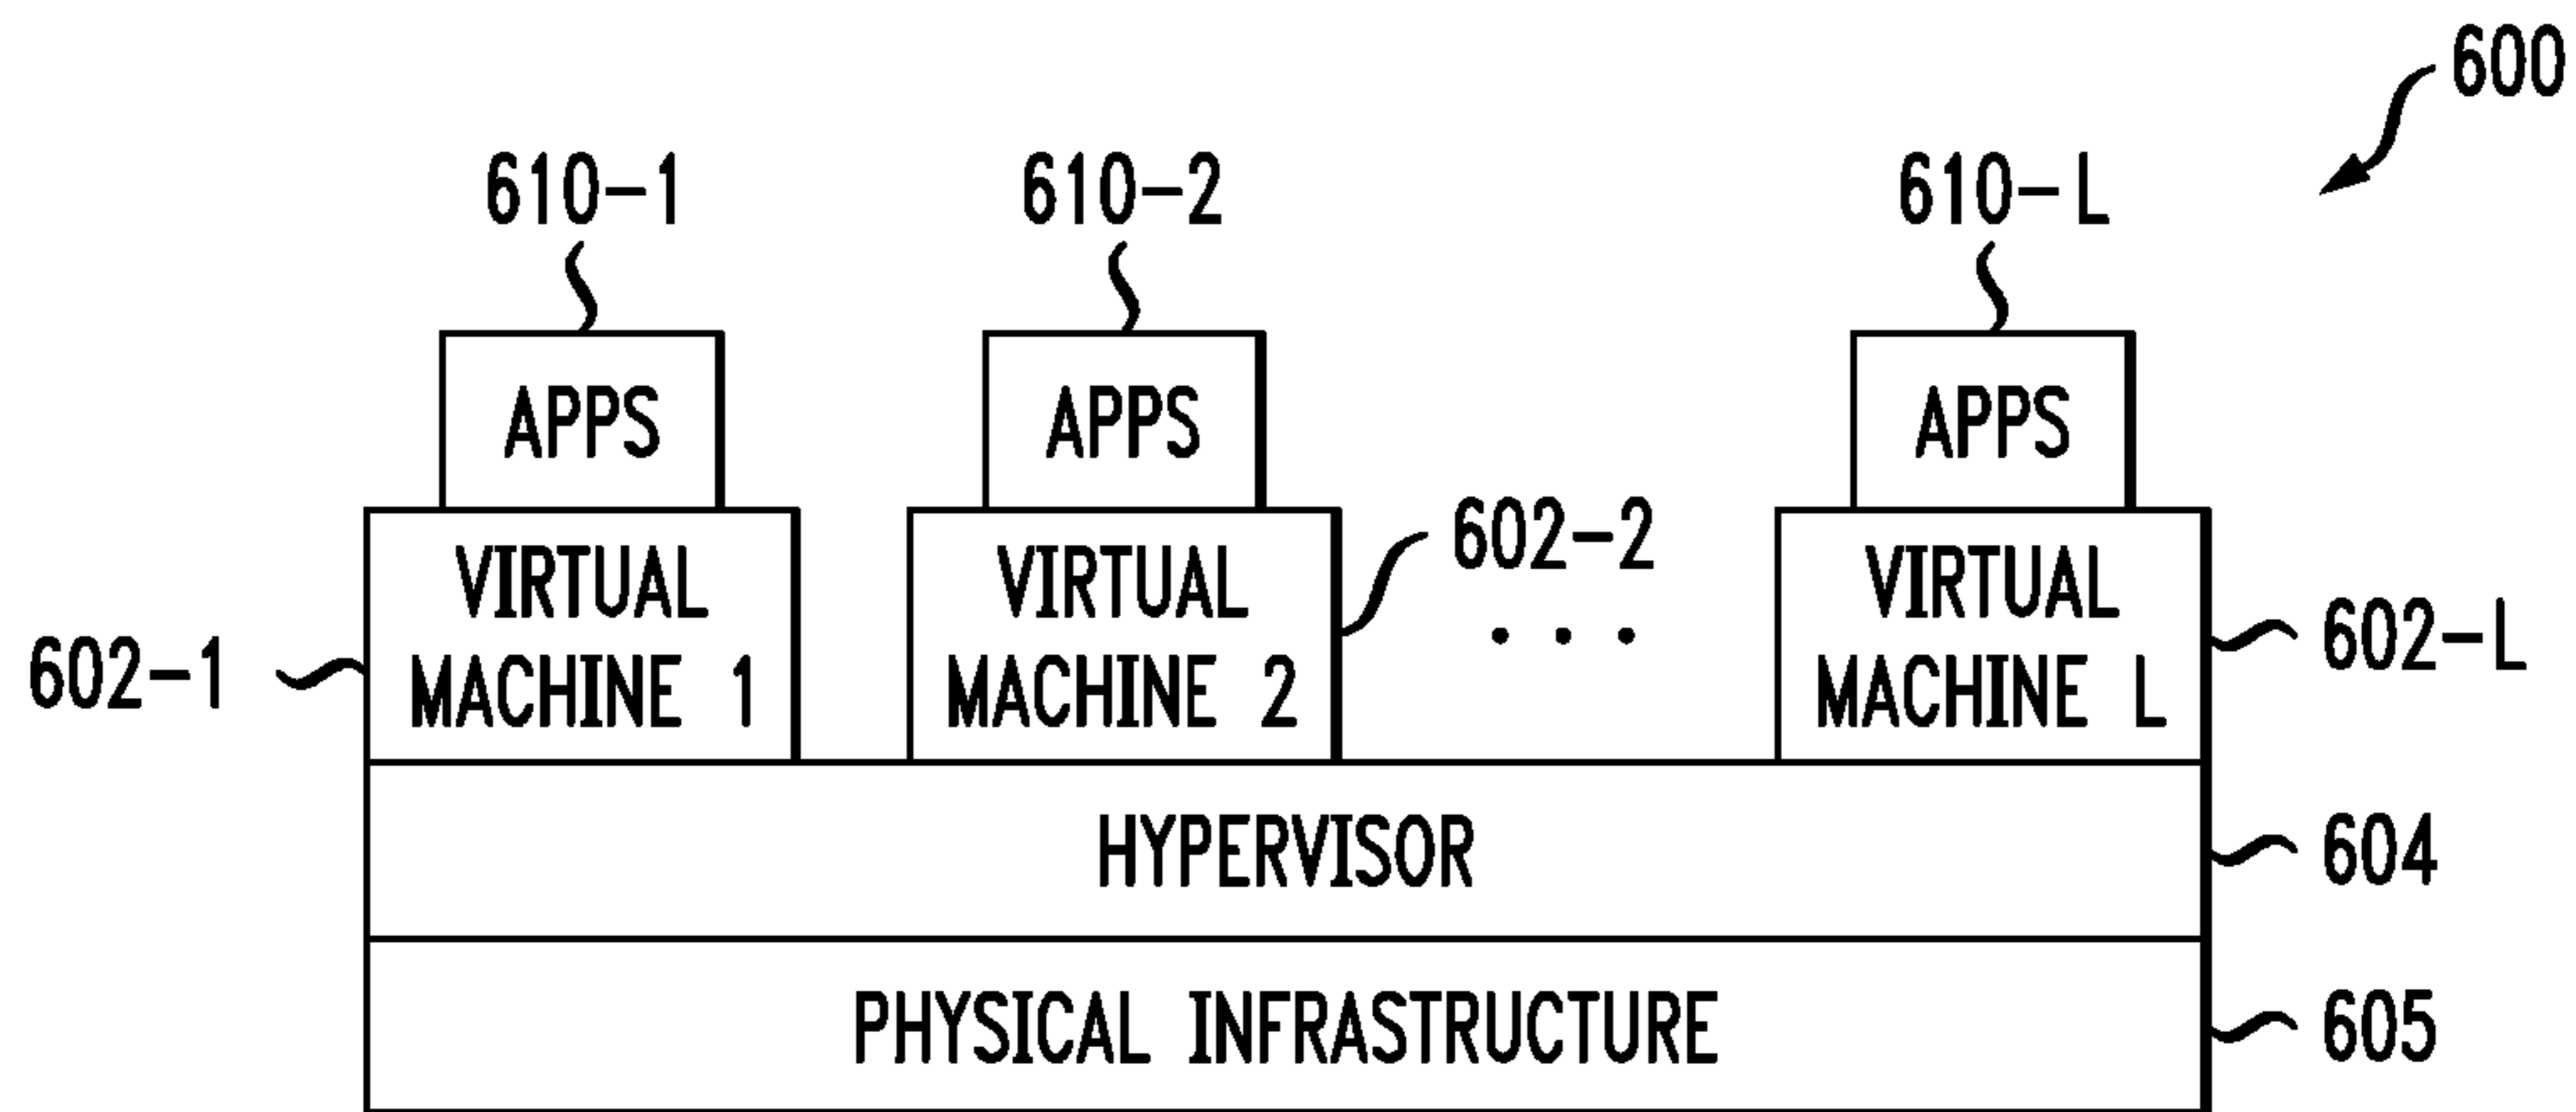 600
610-1 610-2 610-L
APPS APPS APPS
602-2
VIRTUAL VIRTUAL VIRTUAL
602-1 MACHINE 1 MACHINE 2 . . . MACHINE L 602-L
HYPERVISOR 604
PHYSICAL INFRASTRUCTURE 605